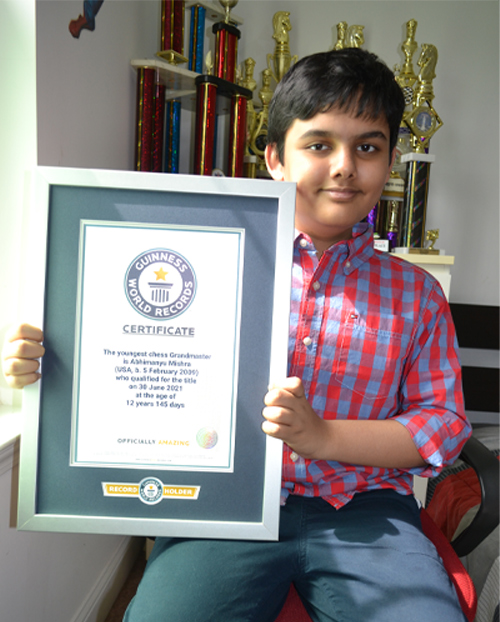 GUINNESS
WORLD RECORDS
CERTIFICATE
The youngest chess Grandmaster
is Abhimanyu Mishra
(USA, b. 5 February 2009)
who qualified for the title
on 30 June 2021
at the age of
12 years 145 days
OFFICIALLY AMAZING
RECORD HOLDER